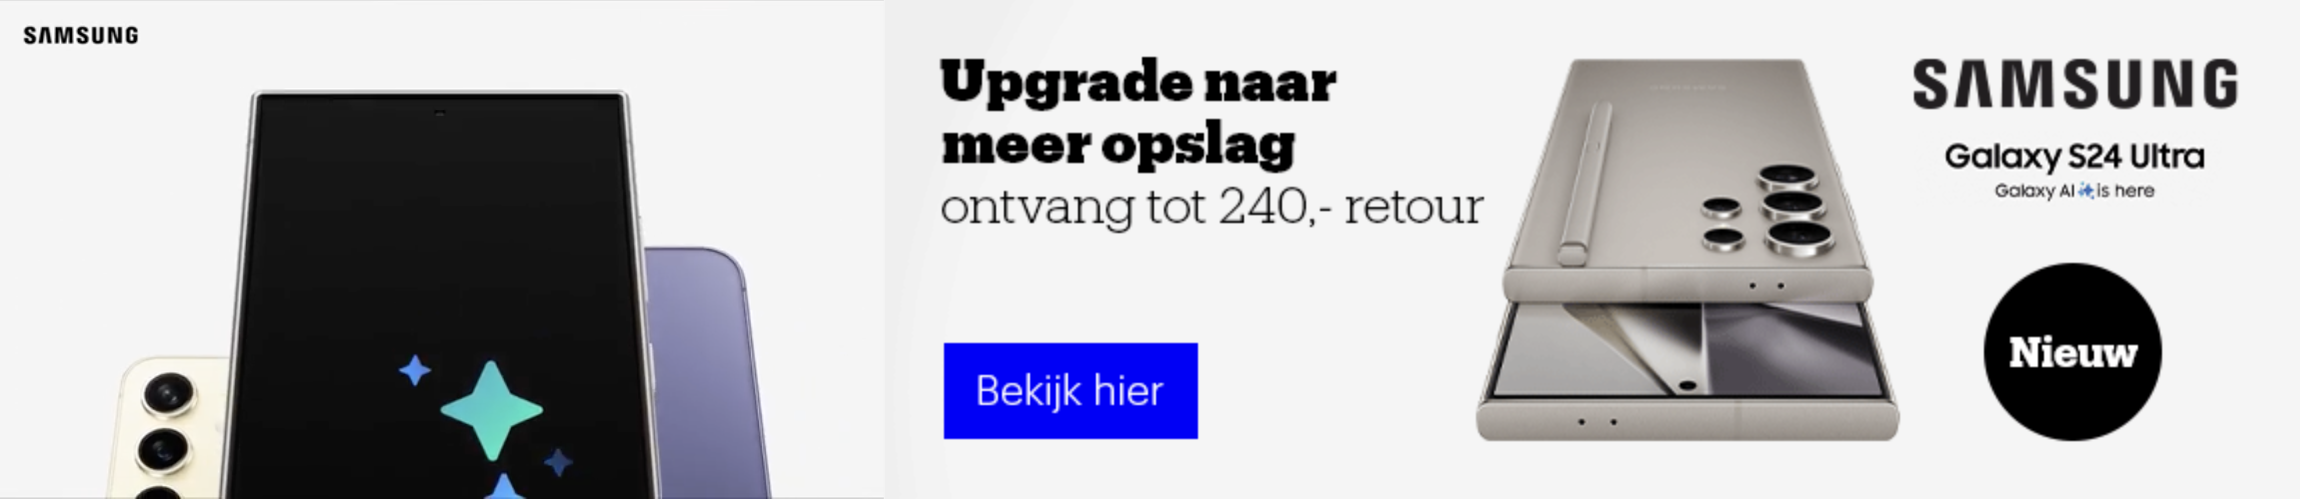 SAMSUNG
Upgrade naar
meer opslag
ontvang tot 240,- retour
Bekijk hier
SAMSUNG
Galaxy S24 Ultra
Galaxy AI is here
Nieuw